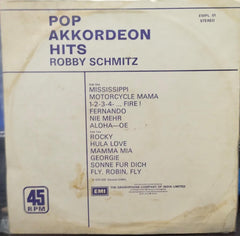 POP
AKKORDEON
HITS
ROBBY SCHMITZ
EMPL 01
STEREO
MISSISSIPPI
MOTORCYCLE MAMA
1-2-3-4-... FIRE !
FERNANDO
NIE MEHR
ALOHA—OE
ROCKY
HULA LOVE
MAMMA MIA
GEORGIE
SONNE FUR DICH
FLY, ROBIN, FLY
45
RPM
EMI
THE GRAMOPHONE COMPANY OF INDIA LIMITED